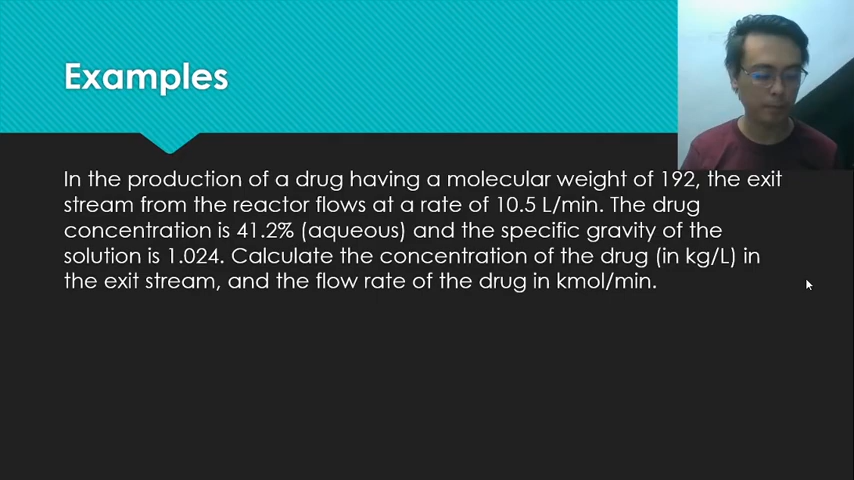 Examples
In the production of a drug having a molecular weight of 192, the exit
stream from the reactor flows at a rate of 10.5 L/min. The drug
concentration is 41.2% (aqueous) and the specific gravity of the
solution is 1.024. Calculate the concentration of the drug (in kg/L) in
the exit stream, and the flow rate of the drug in kmol/min.